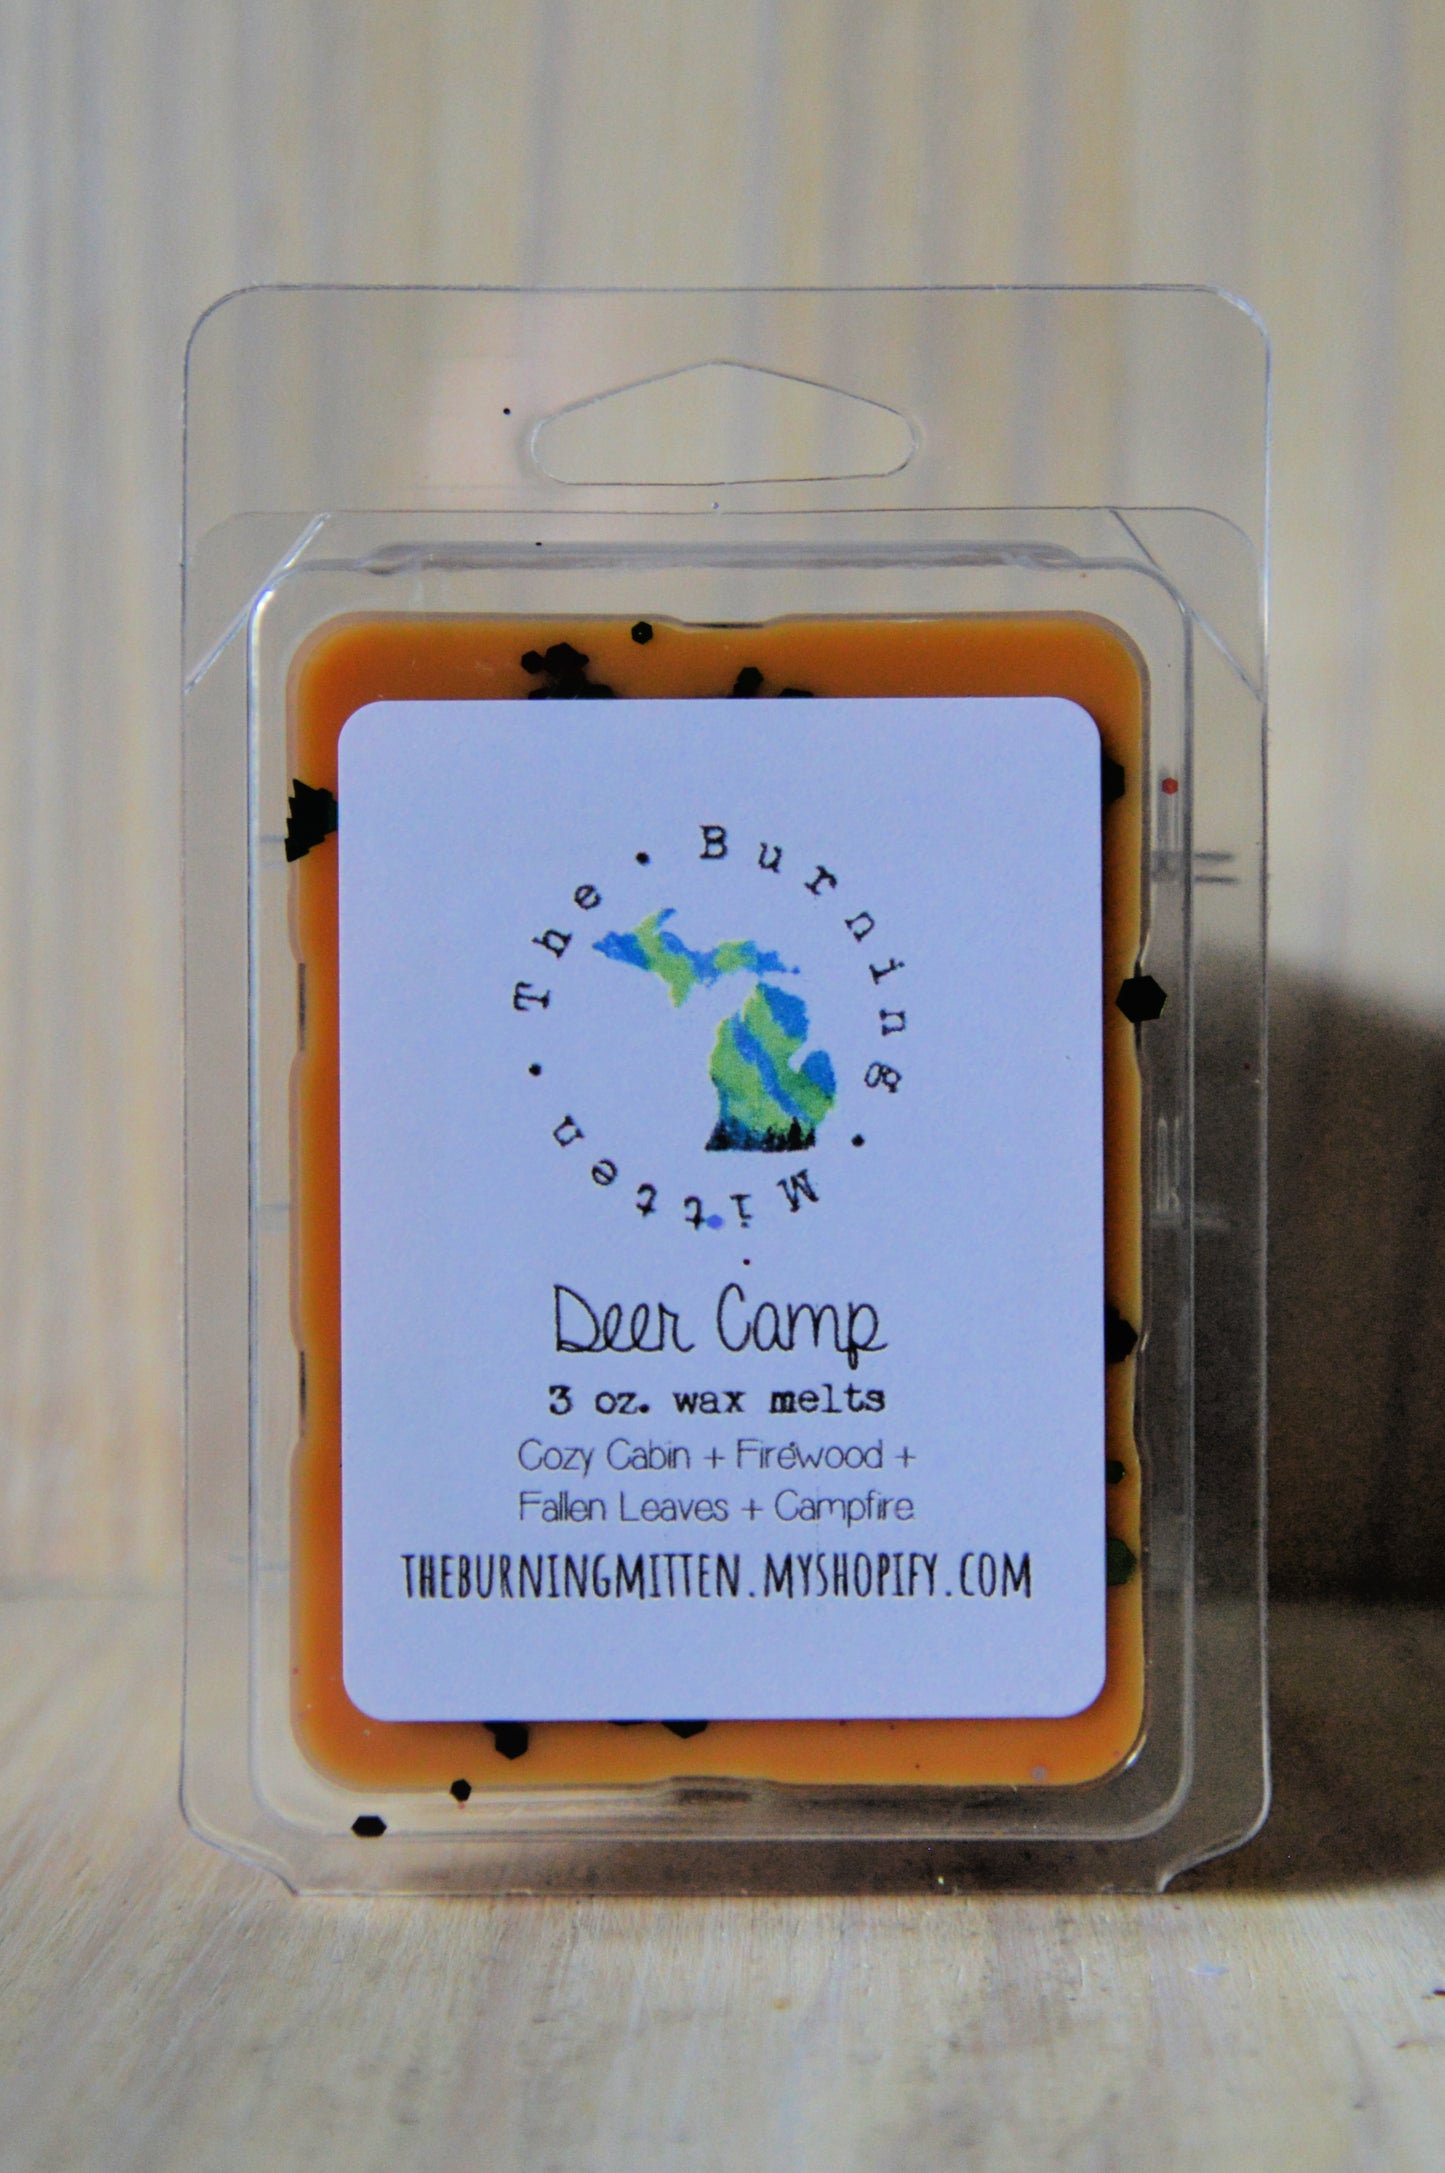 The • Burning • Mitten •
Deer Camp
3 oz. wax melts
Cozy Cabin + Firewood +
Fallen Leaves + Campfire
THEBURNINGMITTEN.MYSHOPIFY.COM